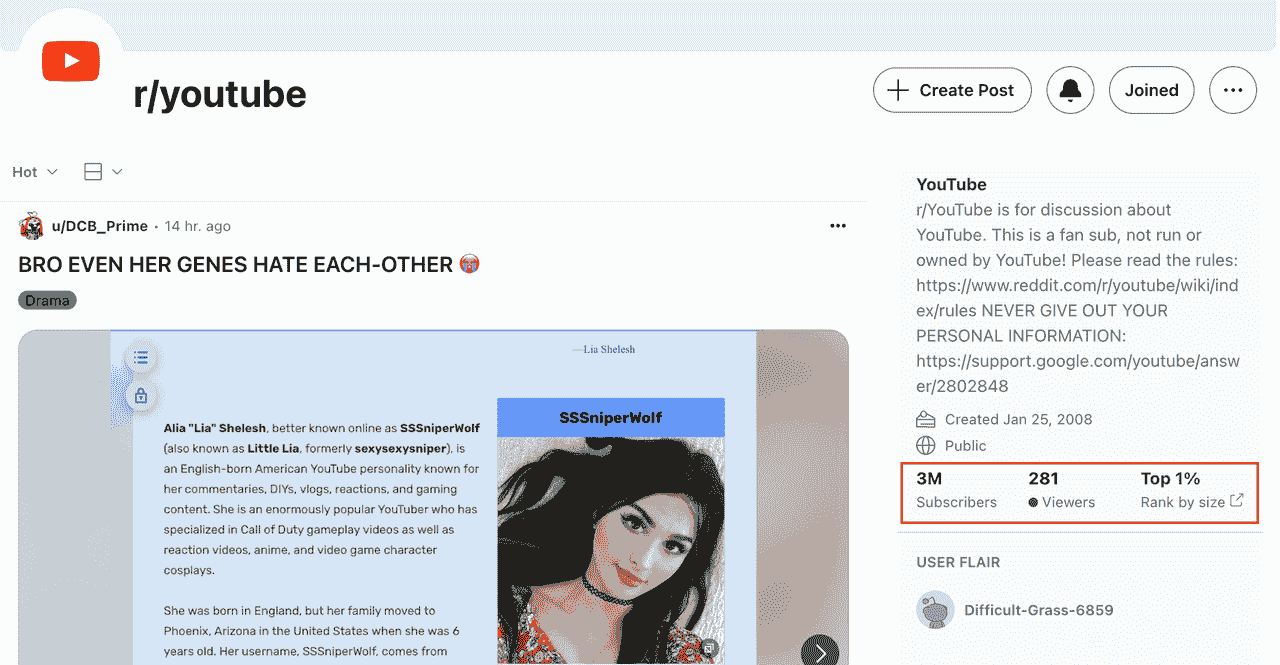 r/youtube
Create Post
Joined
Hot
u/DCB_Prime · 14 hr. ago
BRO EVEN HER GENES HATE EACH-OTHER 😭
Drama
—Lia Shelesh
Alia "Lia" Shelesh, better known online as SSSniperWolf
(also known as Little Lia, formerly sexysexysniper), is
an English-born American YouTube personality known for
her commentaries, DIYs, vlogs, reactions, and gaming
content. She is an enormously popular YouTuber who has
specialized in Call of Duty gameplay videos as well as
reaction videos, anime, and video game character
cosplays.
She was born in England, but her family moved to
Phoenix, Arizona in the United States when she was 6
years old. Her username, SSSniperWolf, comes from
SSSniperWolf
YouTube
r/YouTube is for discussion about
YouTube. This is a fan sub, not run or
owned by YouTube! Please read the rules:
https://www.reddit.com/r/youtube/wiki/ind
ex/rules NEVER GIVE OUT YOUR
PERSONAL INFORMATION:
https://support.google.com/youtube/answ
er/2802848
Created Jan 25, 2008
Public
3M 281 Top 1%
Subscribers Viewers Rank by size
USER FLAIR
Difficult-Grass-6859